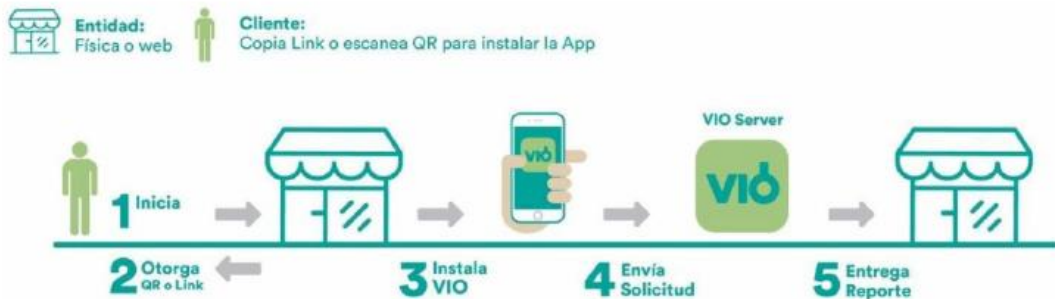 Entidad:
Física o web
Cliente:
Copia Link o escanea QR para instalar la App
VIO Server
VIO
VIO
1 Inicia
2 Otorga
QR o Link
3 Instala
VIO
4 Envía
Solicitud
5 Entrega
Reporte